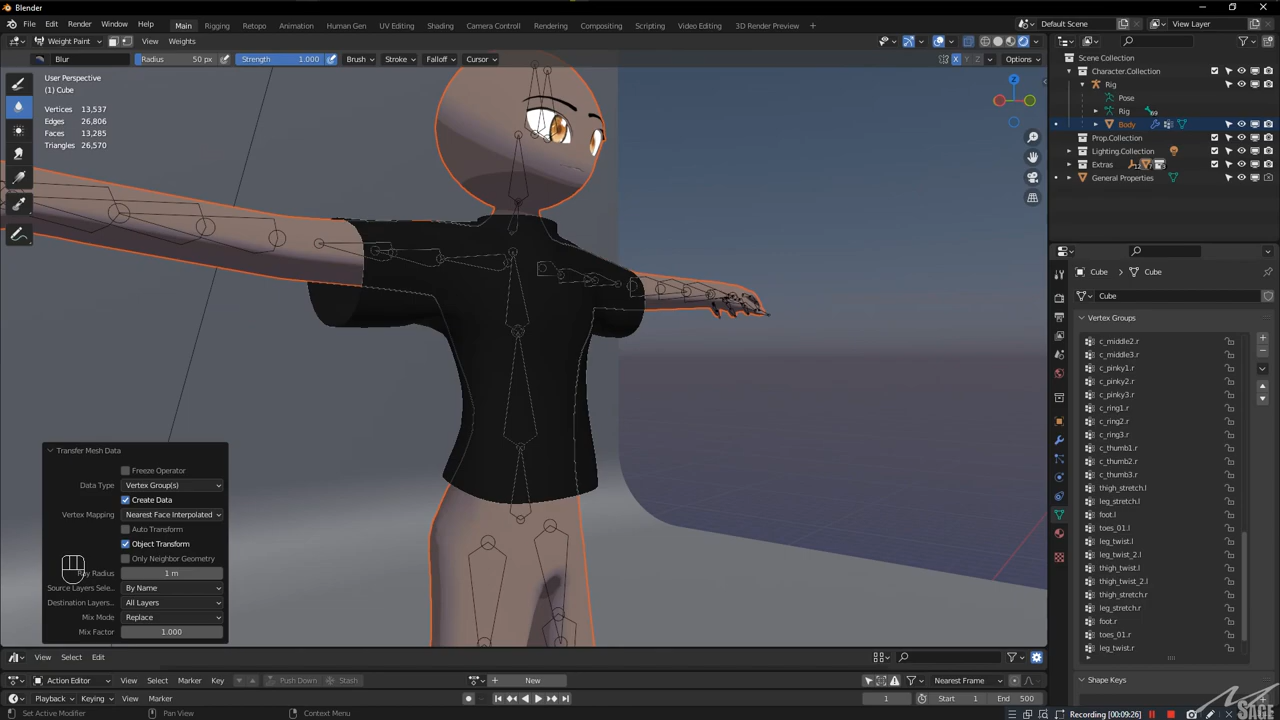 Blender
File Edit Render Window Help Main Rigging Retopo Animation Human Gen UV Editing Shading Camera Control Rendering Compositing Scripting Video Editing 3D Print Preview + Default Scene View Layer
Weight Paint View Weights
Blur Radius 50 px Strength 1.000 Brush Stroke Falloff Cursor X Y Z Options
User Perspective
(1) Cube
Vertices 13,537
Edges 26,806
Faces 13,285
Triangles 26,570
Z
Scene Collection
Character.Collection
Rig
Pose
Rig 69
Body
Prop.Collection
Lighting.Collection
Extras
General Properties
Cube Cube
Cube
Vertex Groups
c_middle2.r
c_middle3.r
c_pinky1.r
c_pinky2.r
c_pinky3.r
c_ring1.r
c_ring2.r
c_ring3.r
c_thumb1.r
c_thumb2.r
c_thumb3.r
thigh_stretch.l
leg_stretch.l
foot.l
toes_01.l
leg_twist.l
leg_twist_2.l
thigh_twist.l
thigh_twist_2.l
thigh_stretch.r
leg_stretch.r
foot.r
toes_01.r
leg_twist.r
Shape Keys
Transfer Mesh Data
Freeze Operator
Data Type Vertex Group(s)
Create Data
Vertex Mapping Nearest Face Interpolated
Auto Transform
Object Transform
Only Neighbor Geometry
Ray Radius 1 m
Source Layers Sele... By Name
Destination Layers... All Layers
Mix Mode Replace
Mix Factor 1.000
View Select Edit
Action Editor View Select Marker Key Push Down Stash + New Nearest Frame
Playback Keying View Marker 1 Start 1 End 500
Set Active Modifier Pan View Context Menu Recording [00:09:26]
SAGE